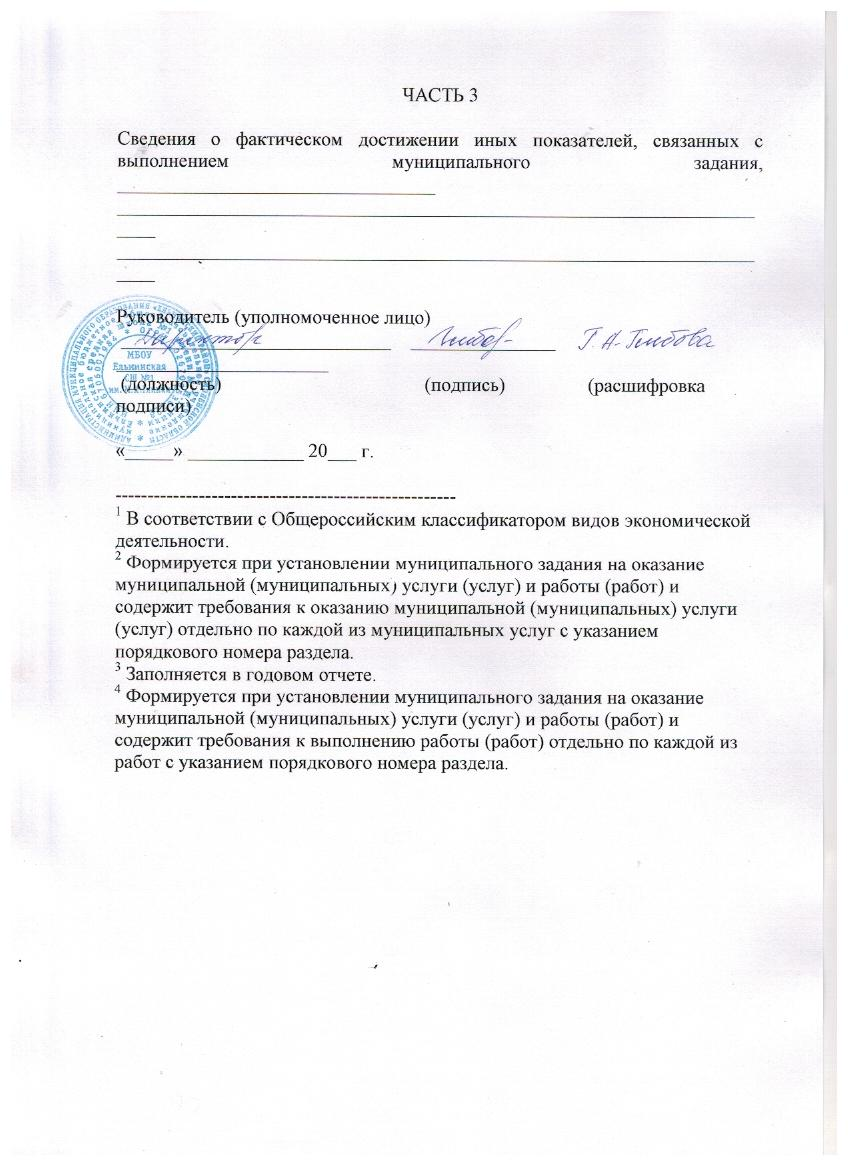 ЧАСТЬ 3
Сведения о фактическом достижении иных показателей, связанных с
выполнением муниципального задания,
Руководитель (уполномоченное лицо)
Директор Г.А. Глебова
МБОУ
Ельнинская
СШ №1
(должность) (подпись) (расшифровка
подписи)
«_____» ____________ 20___ г.
-----------------------------------------------------
1 В соответствии с Общероссийским классификатором видов экономической
деятельности.
2 Формируется при установлении муниципального задания на оказание
муниципальной (муниципальных) услуги (услуг) и работы (работ) и
содержит требования к оказанию муниципальной (муниципальных) услуги
(услуг) отдельно по каждой из муниципальных услуг с указанием
порядкового номера раздела.
3 Заполняется в годовом отчете.
4 Формируется при установлении муниципального задания на оказание
муниципальной (муниципальных) услуги (услуг) и работы (работ) и
содержит требования к выполнению работы (работ) отдельно по каждой из
работ с указанием порядкового номера раздела.